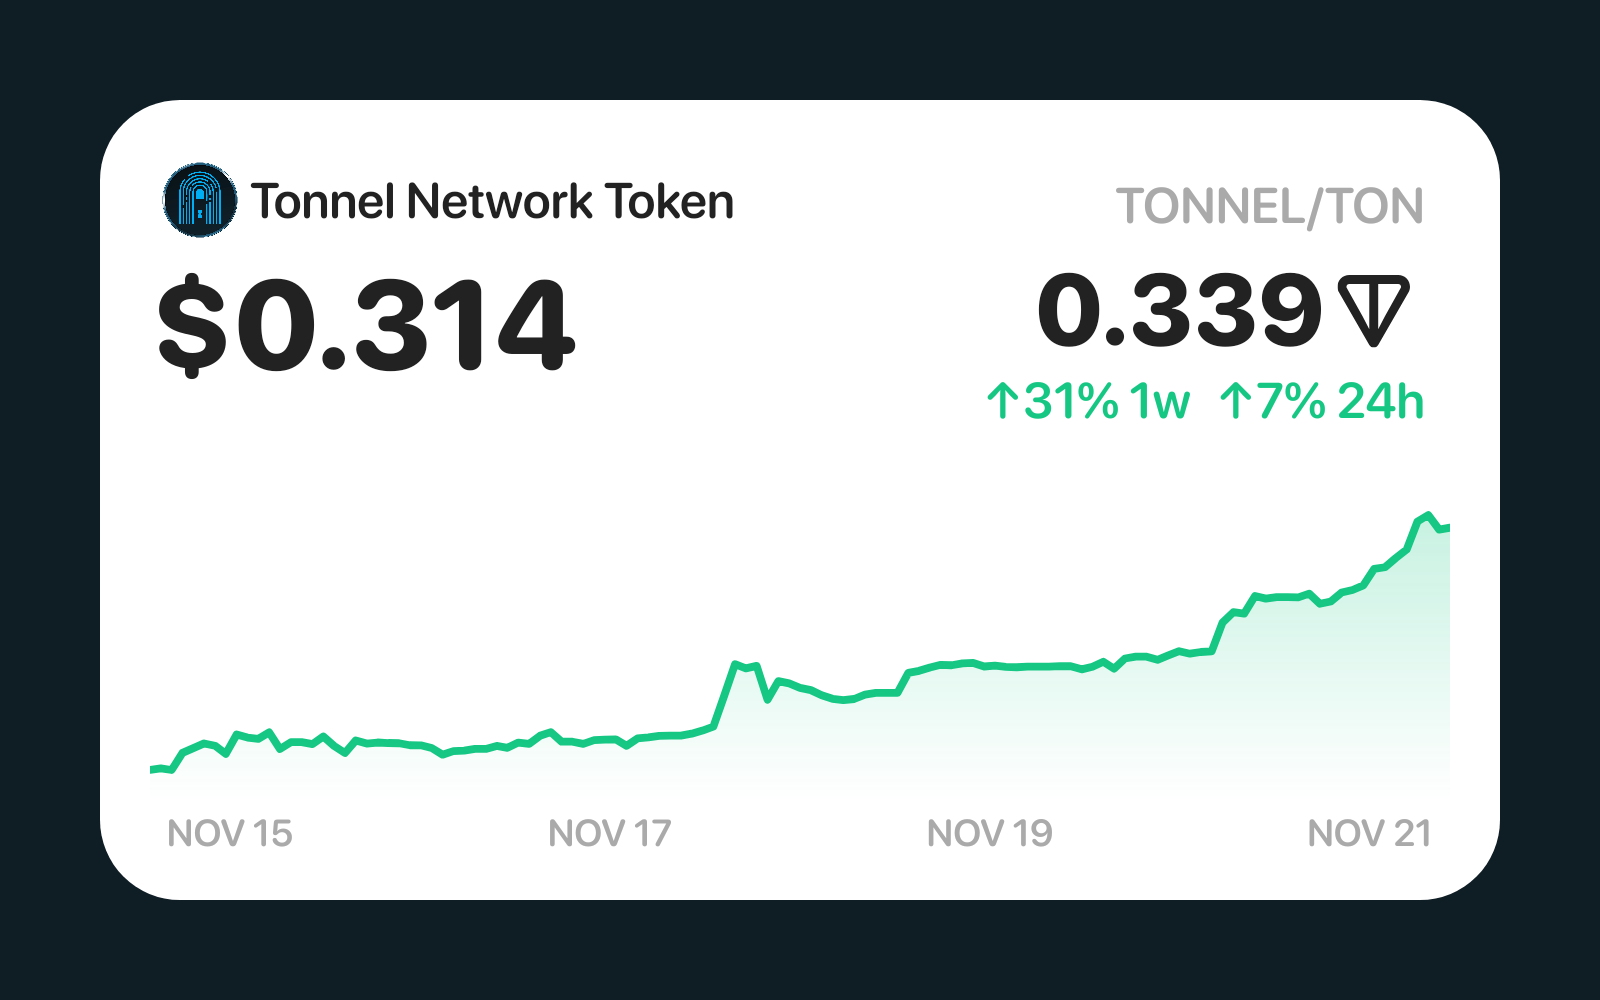 Tonnel Network Token
TONNEL/TON
$0.314
0.339
↑31% 1w ↑7% 24h
NOV 15 NOV 17 NOV 19 NOV 21